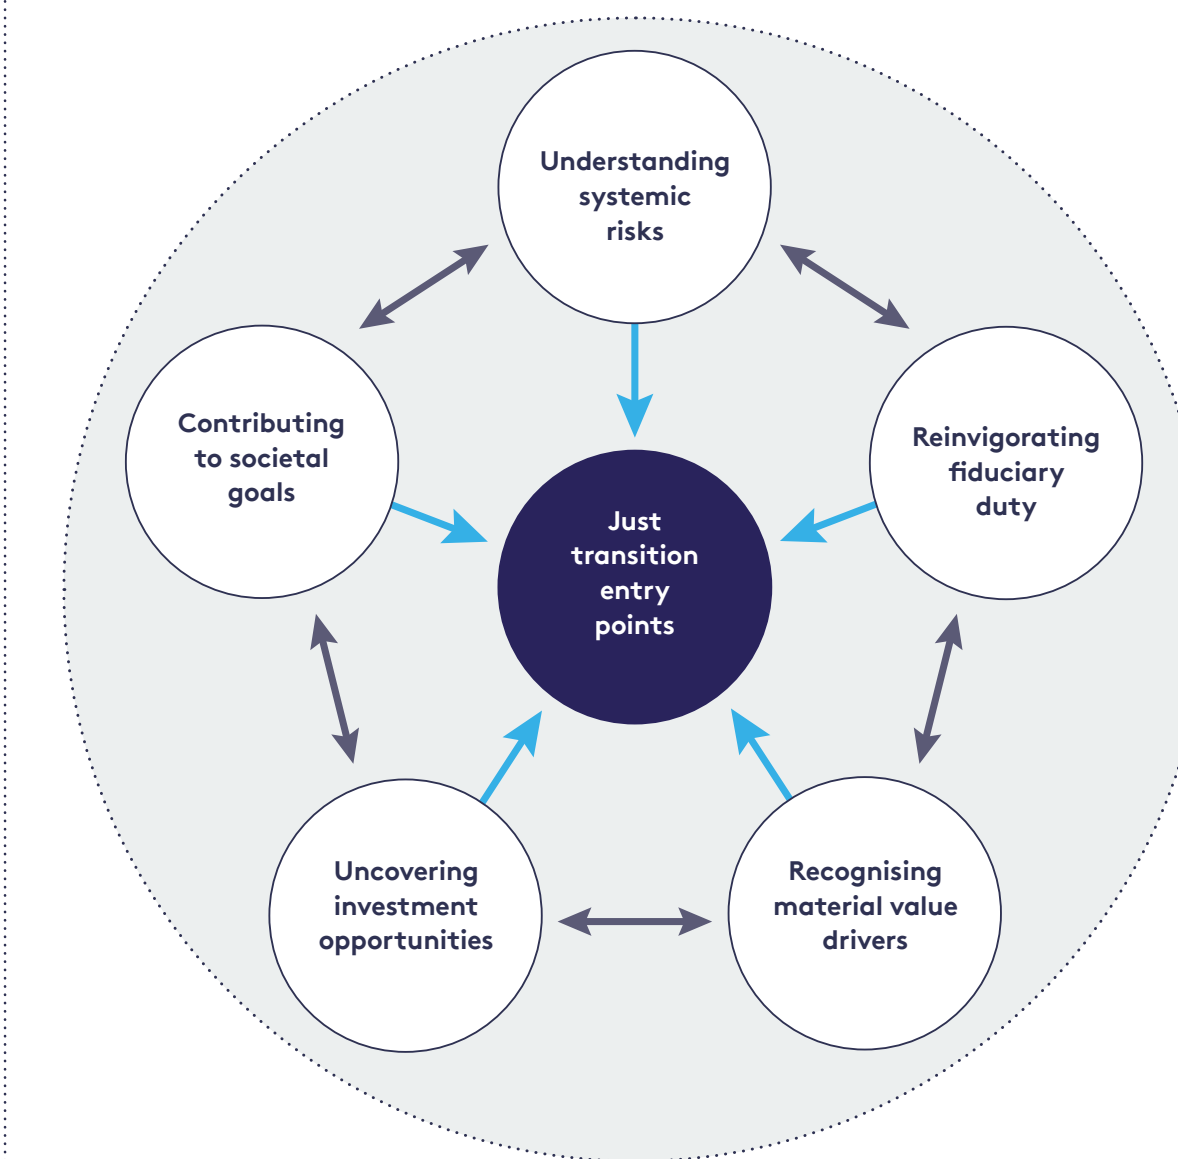 Understanding
systemic
risks
Contributing
to societal
goals
Reinvigorating
fiduciary
duty
Just
transition
entry
points
Uncovering
investment
opportunities
Recognising
material value
drivers